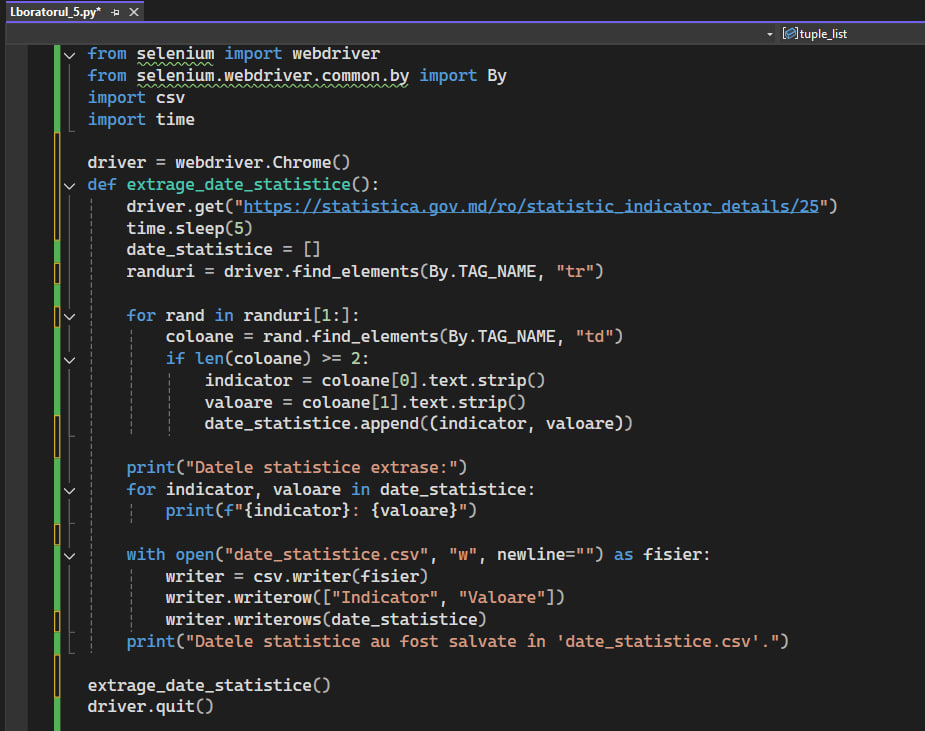 Lboratorul_5.py*
tuple_list
from selenium import webdriver
from selenium.webdriver.common.by import By
import csv
import time
driver = webdriver.Chrome()
def extrage_date_statistice():
    driver.get("https://statistica.gov.md/ro/statistic_indicator_details/25")
    time.sleep(5)
    date_statistice = []
    randuri = driver.find_elements(By.TAG_NAME, "tr")
    for rand in randuri[1:]:
        coloane = rand.find_elements(By.TAG_NAME, "td")
        if len(coloane) >= 2:
            indicator = coloane[0].text.strip()
            valoare = coloane[1].text.strip()
            date_statistice.append((indicator, valoare))
    print("Datele statistice extrase:")
    for indicator, valoare in date_statistice:
        print(f"{indicator}: {valoare}")
    with open("date_statistice.csv", "w", newline="") as fisier:
        writer = csv.writer(fisier)
        writer.writerow(["Indicator", "Valoare"])
        writer.writerows(date_statistice)
    print("Datele statistice au fost salvate în 'date_statistice.csv'.")
extrage_date_statistice()
driver.quit()